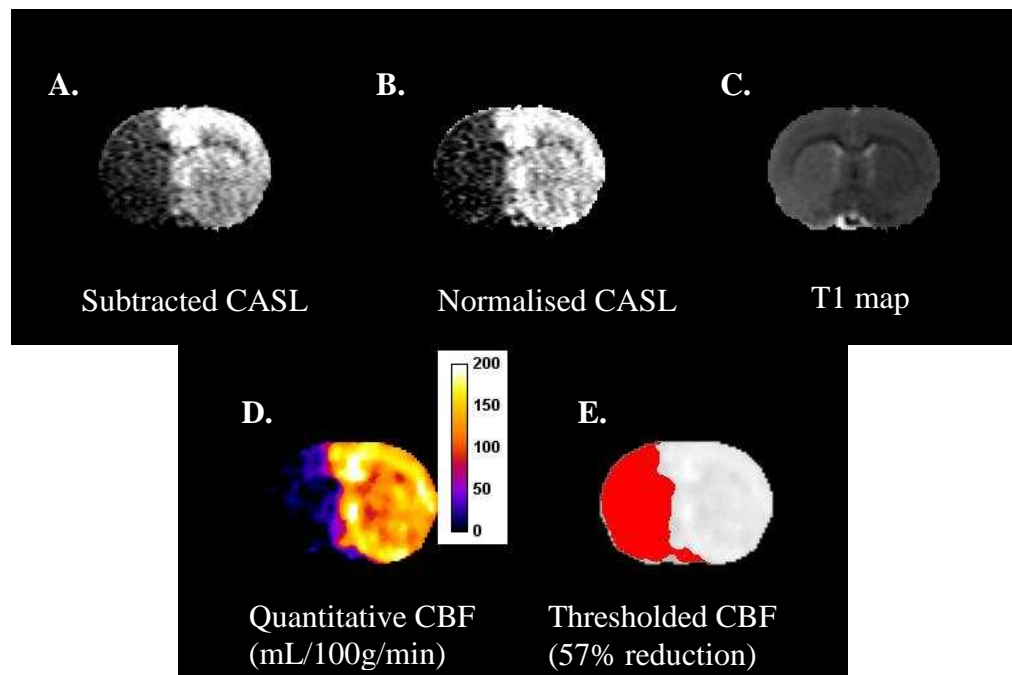 A.
B.
C.
Subtracted CASL
Normalised CASL
T1 map
200
150
100
50
0
D.
E.
Quantitative CBF
(mL/100g/min)
Thresholded CBF
(57% reduction)